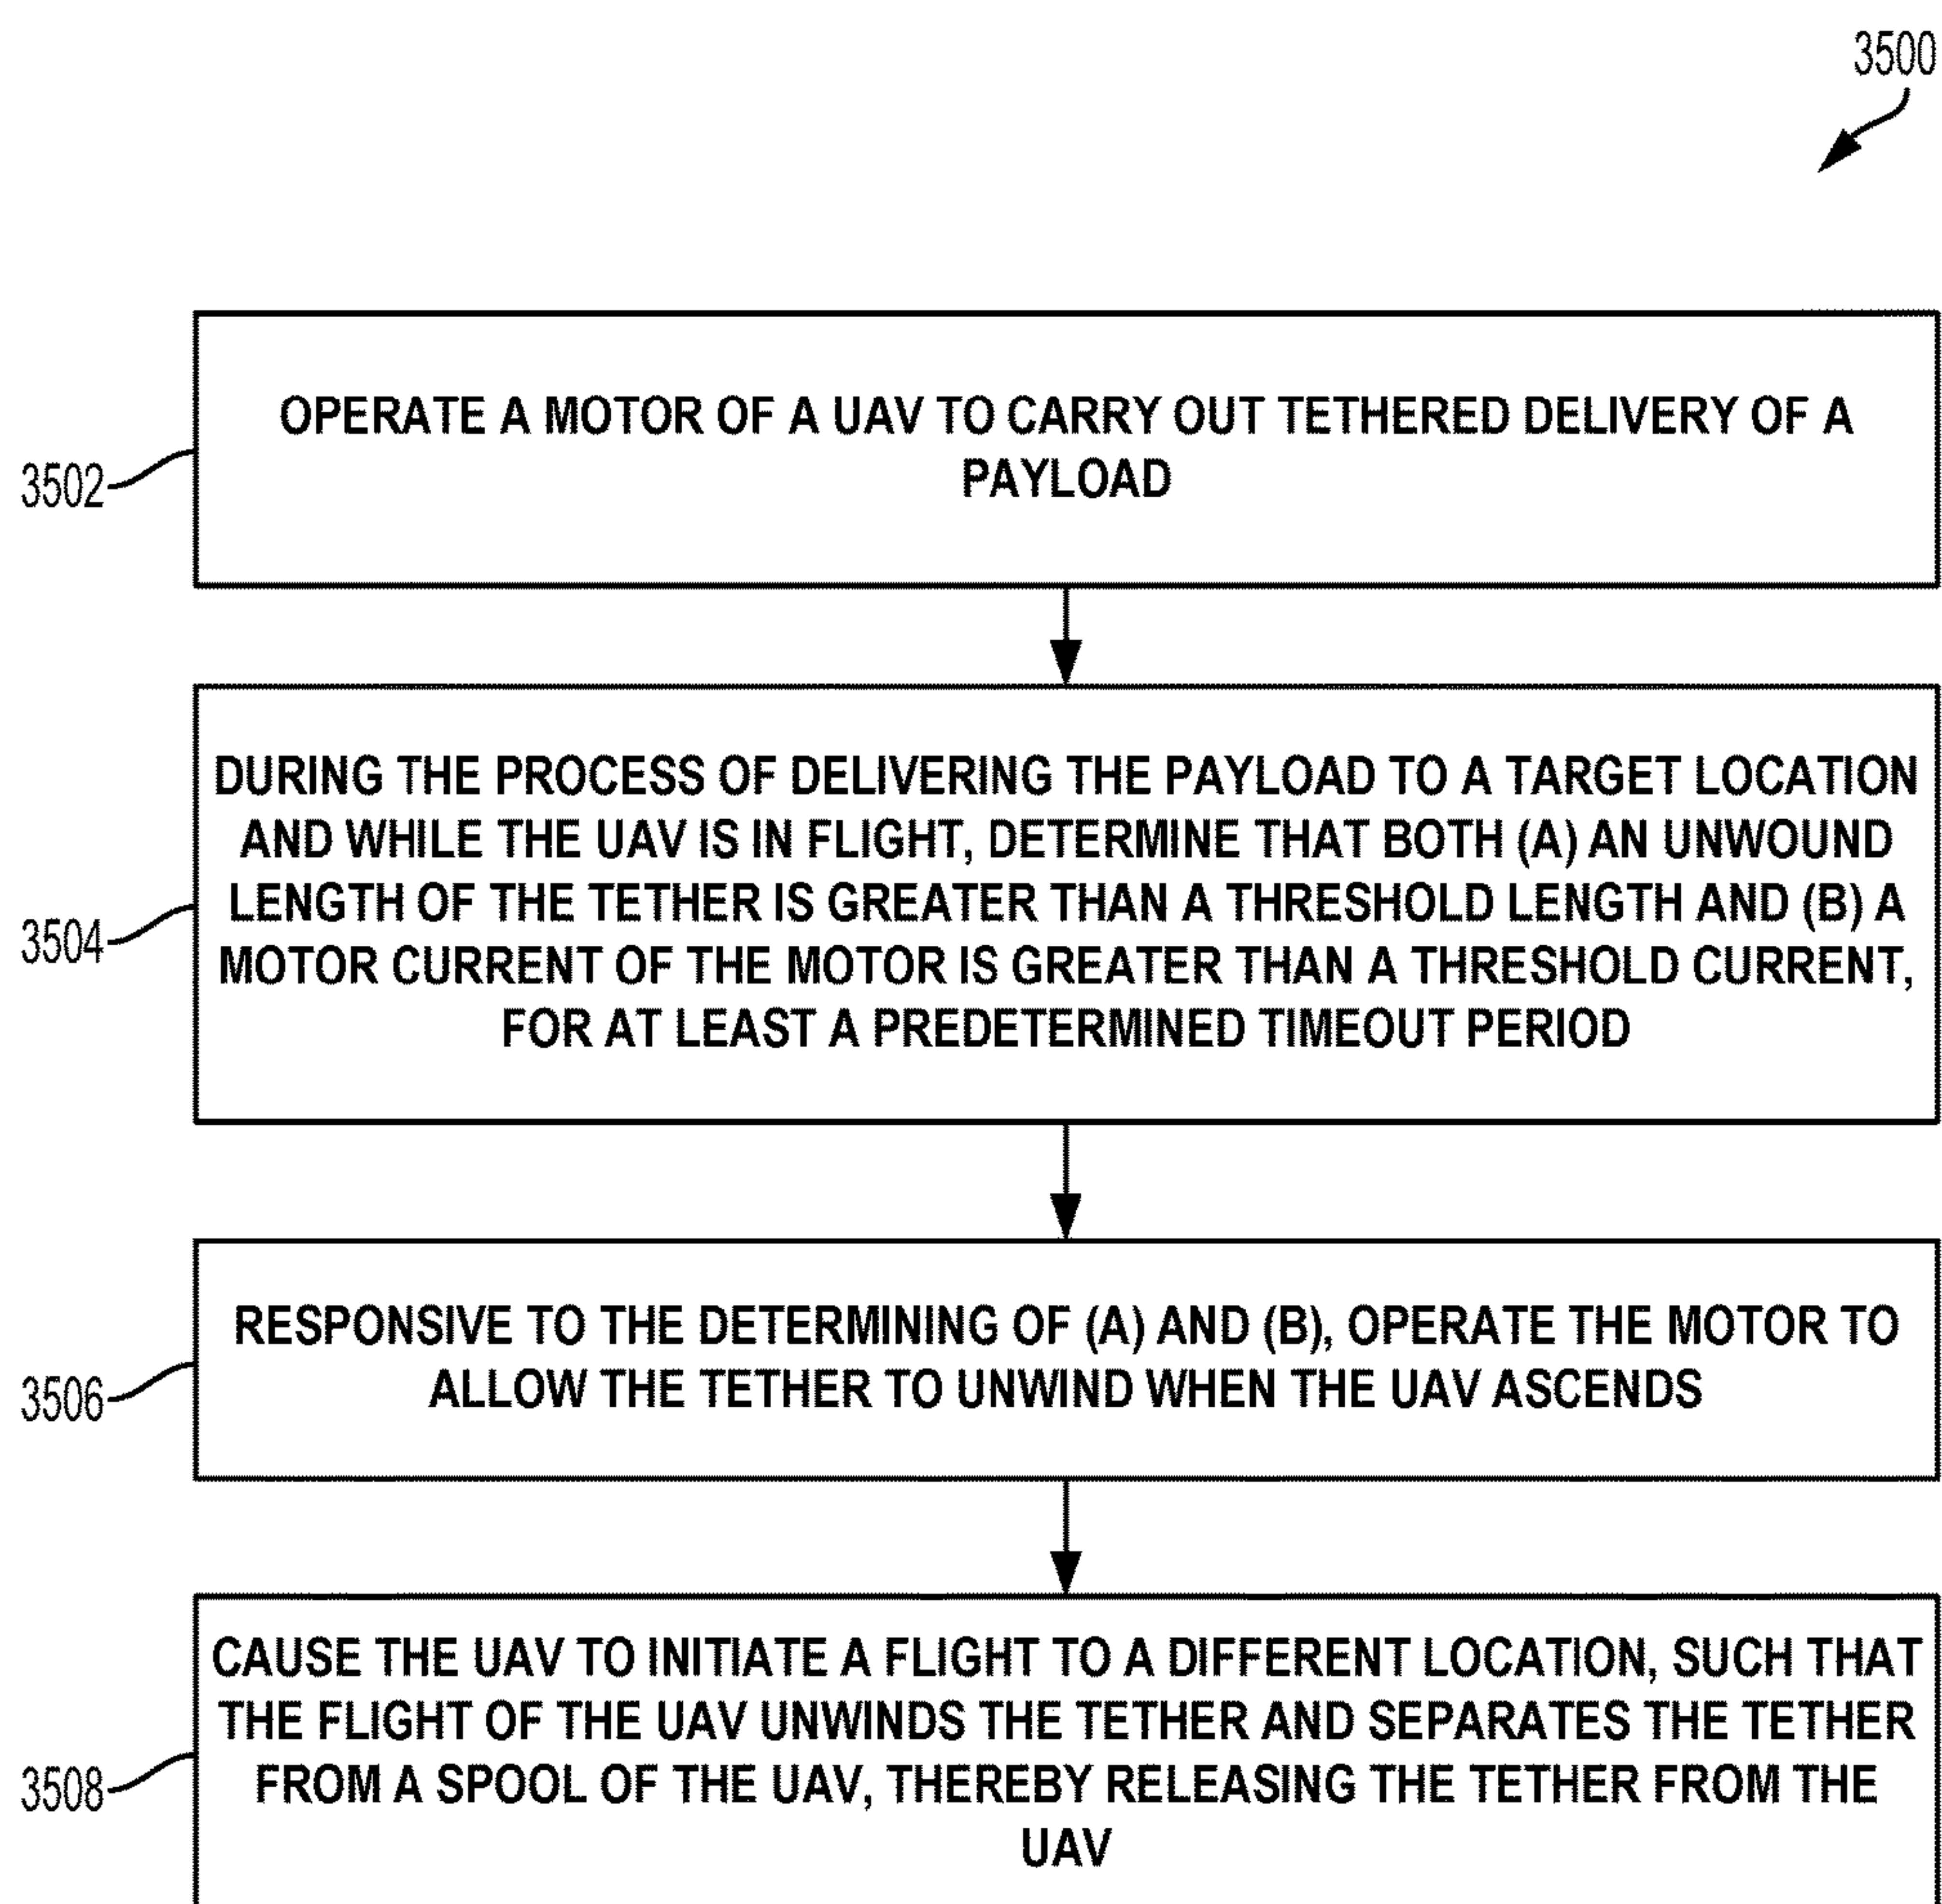 3500
OPERATE A MOTOR OF A UAV TO CARRY OUT TETHERED DELIVERY OF A
PAYLOAD
3502
DURING THE PROCESS OF DELIVERING THE PAYLOAD TO A TARGET LOCATION
AND WHILE THE UAV IS IN FLIGHT, DETERMINE THAT BOTH (A) AN UNWOUND
LENGTH OF THE TETHER IS GREATER THAN A THRESHOLD LENGTH AND (B) A
MOTOR CURRENT OF THE MOTOR IS GREATER THAN A THRESHOLD CURRENT,
FOR AT LEAST A PREDETERMINED TIMEOUT PERIOD
3504
RESPONSIVE TO THE DETERMINING OF (A) AND (B), OPERATE THE MOTOR TO
ALLOW THE TETHER TO UNWIND WHEN THE UAV ASCENDS
3506
CAUSE THE UAV TO INITIATE A FLIGHT TO A DIFFERENT LOCATION, SUCH THAT
THE FLIGHT OF THE UAV UNWINDS THE TETHER AND SEPARATES THE TETHER
FROM A SPOOL OF THE UAV, THEREBY RELEASING THE TETHER FROM THE
UAV
3508